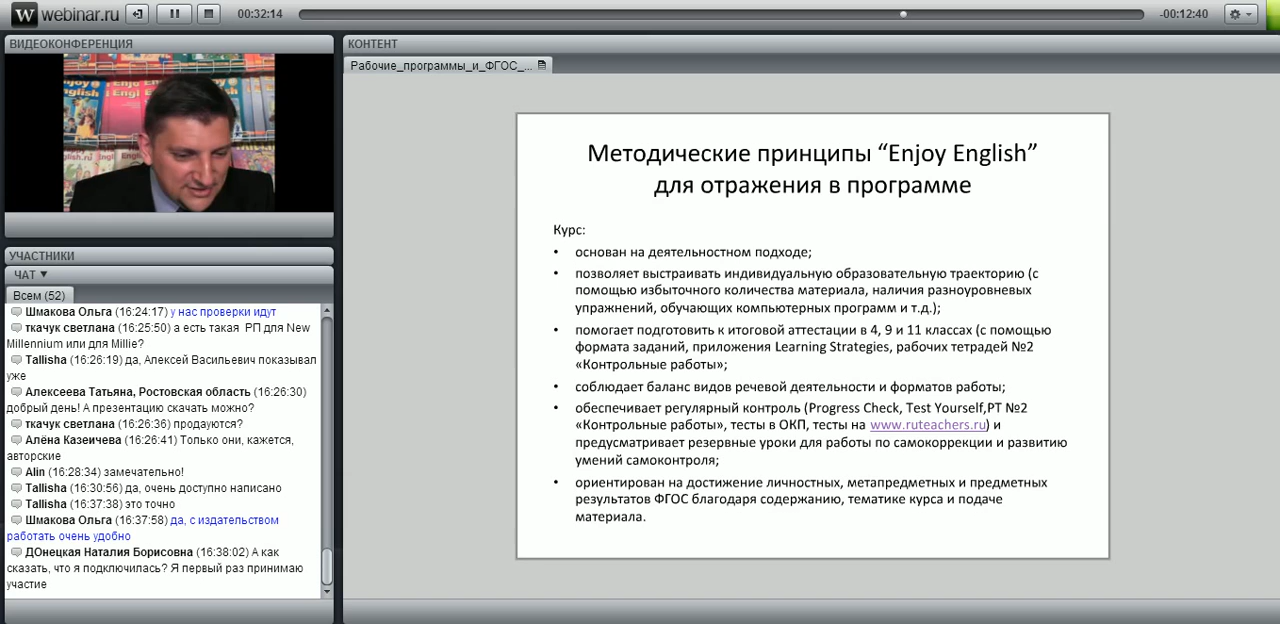 W webinar.ru 00:32:14 -00:12:40
ВИДЕОКОНФЕРЕНЦИЯ
Enjoy
English
Enjoy
English
УЧАСТНИКИ
ЧАТ ▼
Всем (52)
Шмакова Ольга (16:24:17) у нас проверки идут
ткачук светлана (16:25:50) а есть такая РП для New
Millennium или для Millie?
Tallisha (16:26:19) да, Алексей Васильевич показывал
уже
Алексеева Татьяна, Ростовская область (16:26:30)
добрый день! А презентацию скачать можно?
ткачук светлана (16:26:36) продаются?
Алёна Казеичева (16:26:41) Только они, кажется,
авторские
Alin (16:28:34) замечательно!
Tallisha (16:30:56) да, очень доступно написано
Tallisha (16:37:38) это точно
Шмакова Ольга (16:37:58) да, с издательством
работать очень удобно
ДОнецкая Наталия Борисовна (16:38:02) А как
сказать, что я подключилась? Я первый раз принимаю
участие
КОНТЕНТ
Рабочие_программы_и_ФГОС_...
Методические принципы “Enjoy English”
для отражения в программе
Курс:
• основан на деятельностном подходе;
• позволяет выстраивать индивидуальную образовательную траекторию (с
помощью избыточного количества материала, наличия разноуровневых
упражнений, обучающих компьютерных программ и т.д.);
• помогает подготовить к итоговой аттестации в 4, 9 и 11 классах (с помощью
формата заданий, приложения Learning Strategies, рабочих тетрадей №2
«Контрольные работы»;
• соблюдает баланс видов речевой деятельности и форматов работы;
• обеспечивает регулярный контроль (Progress Check, Test Yourself,РТ №2
«Контрольные работы», тесты в ОКП, тесты на www.ruteachers.ru) и
предусматривает резервные уроки для работы по самокоррекции и развитию
умений самоконтроля;
• ориентирован на достижение личностных, метапредметных и предметных
результатов ФГОС благодаря содержанию, тематике курса и подаче
материала.